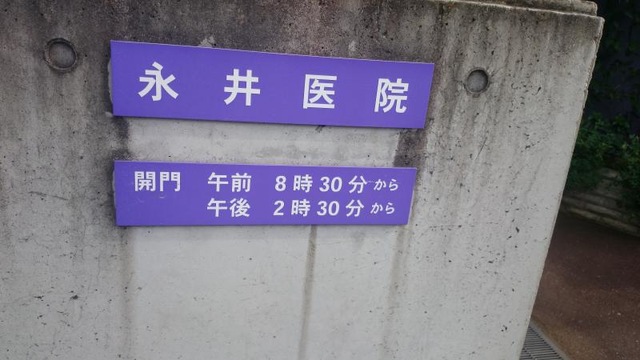 永井医院
開門 午前 8時30分から
午後 2時30分から